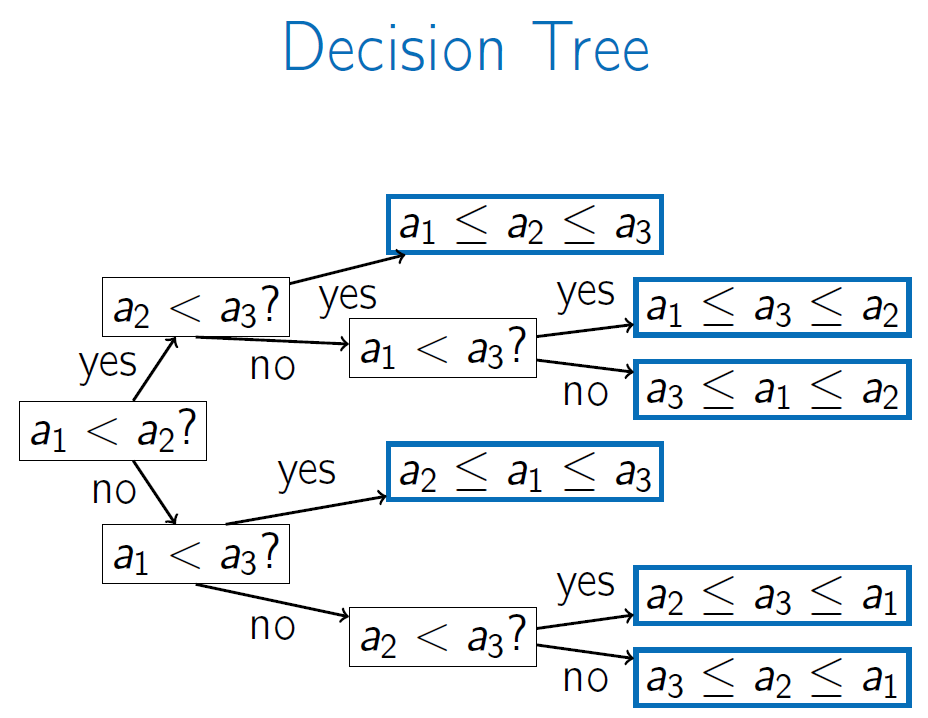 Decision Tree
a₁ ≤ a₂ ≤ a₃
a₂ < a₃?
yes
yes
a₁ ≤ a₃ ≤ a₂
a₁ < a₃?
yes
no
no
a₃ ≤ a₁ ≤ a₂
a₁ < a₂?
yes
a₂ ≤ a₁ ≤ a₃
no
a₁ < a₃?
yes
a₂ ≤ a₃ ≤ a₁
no
a₂ < a₃?
no
a₃ ≤ a₂ ≤ a₁